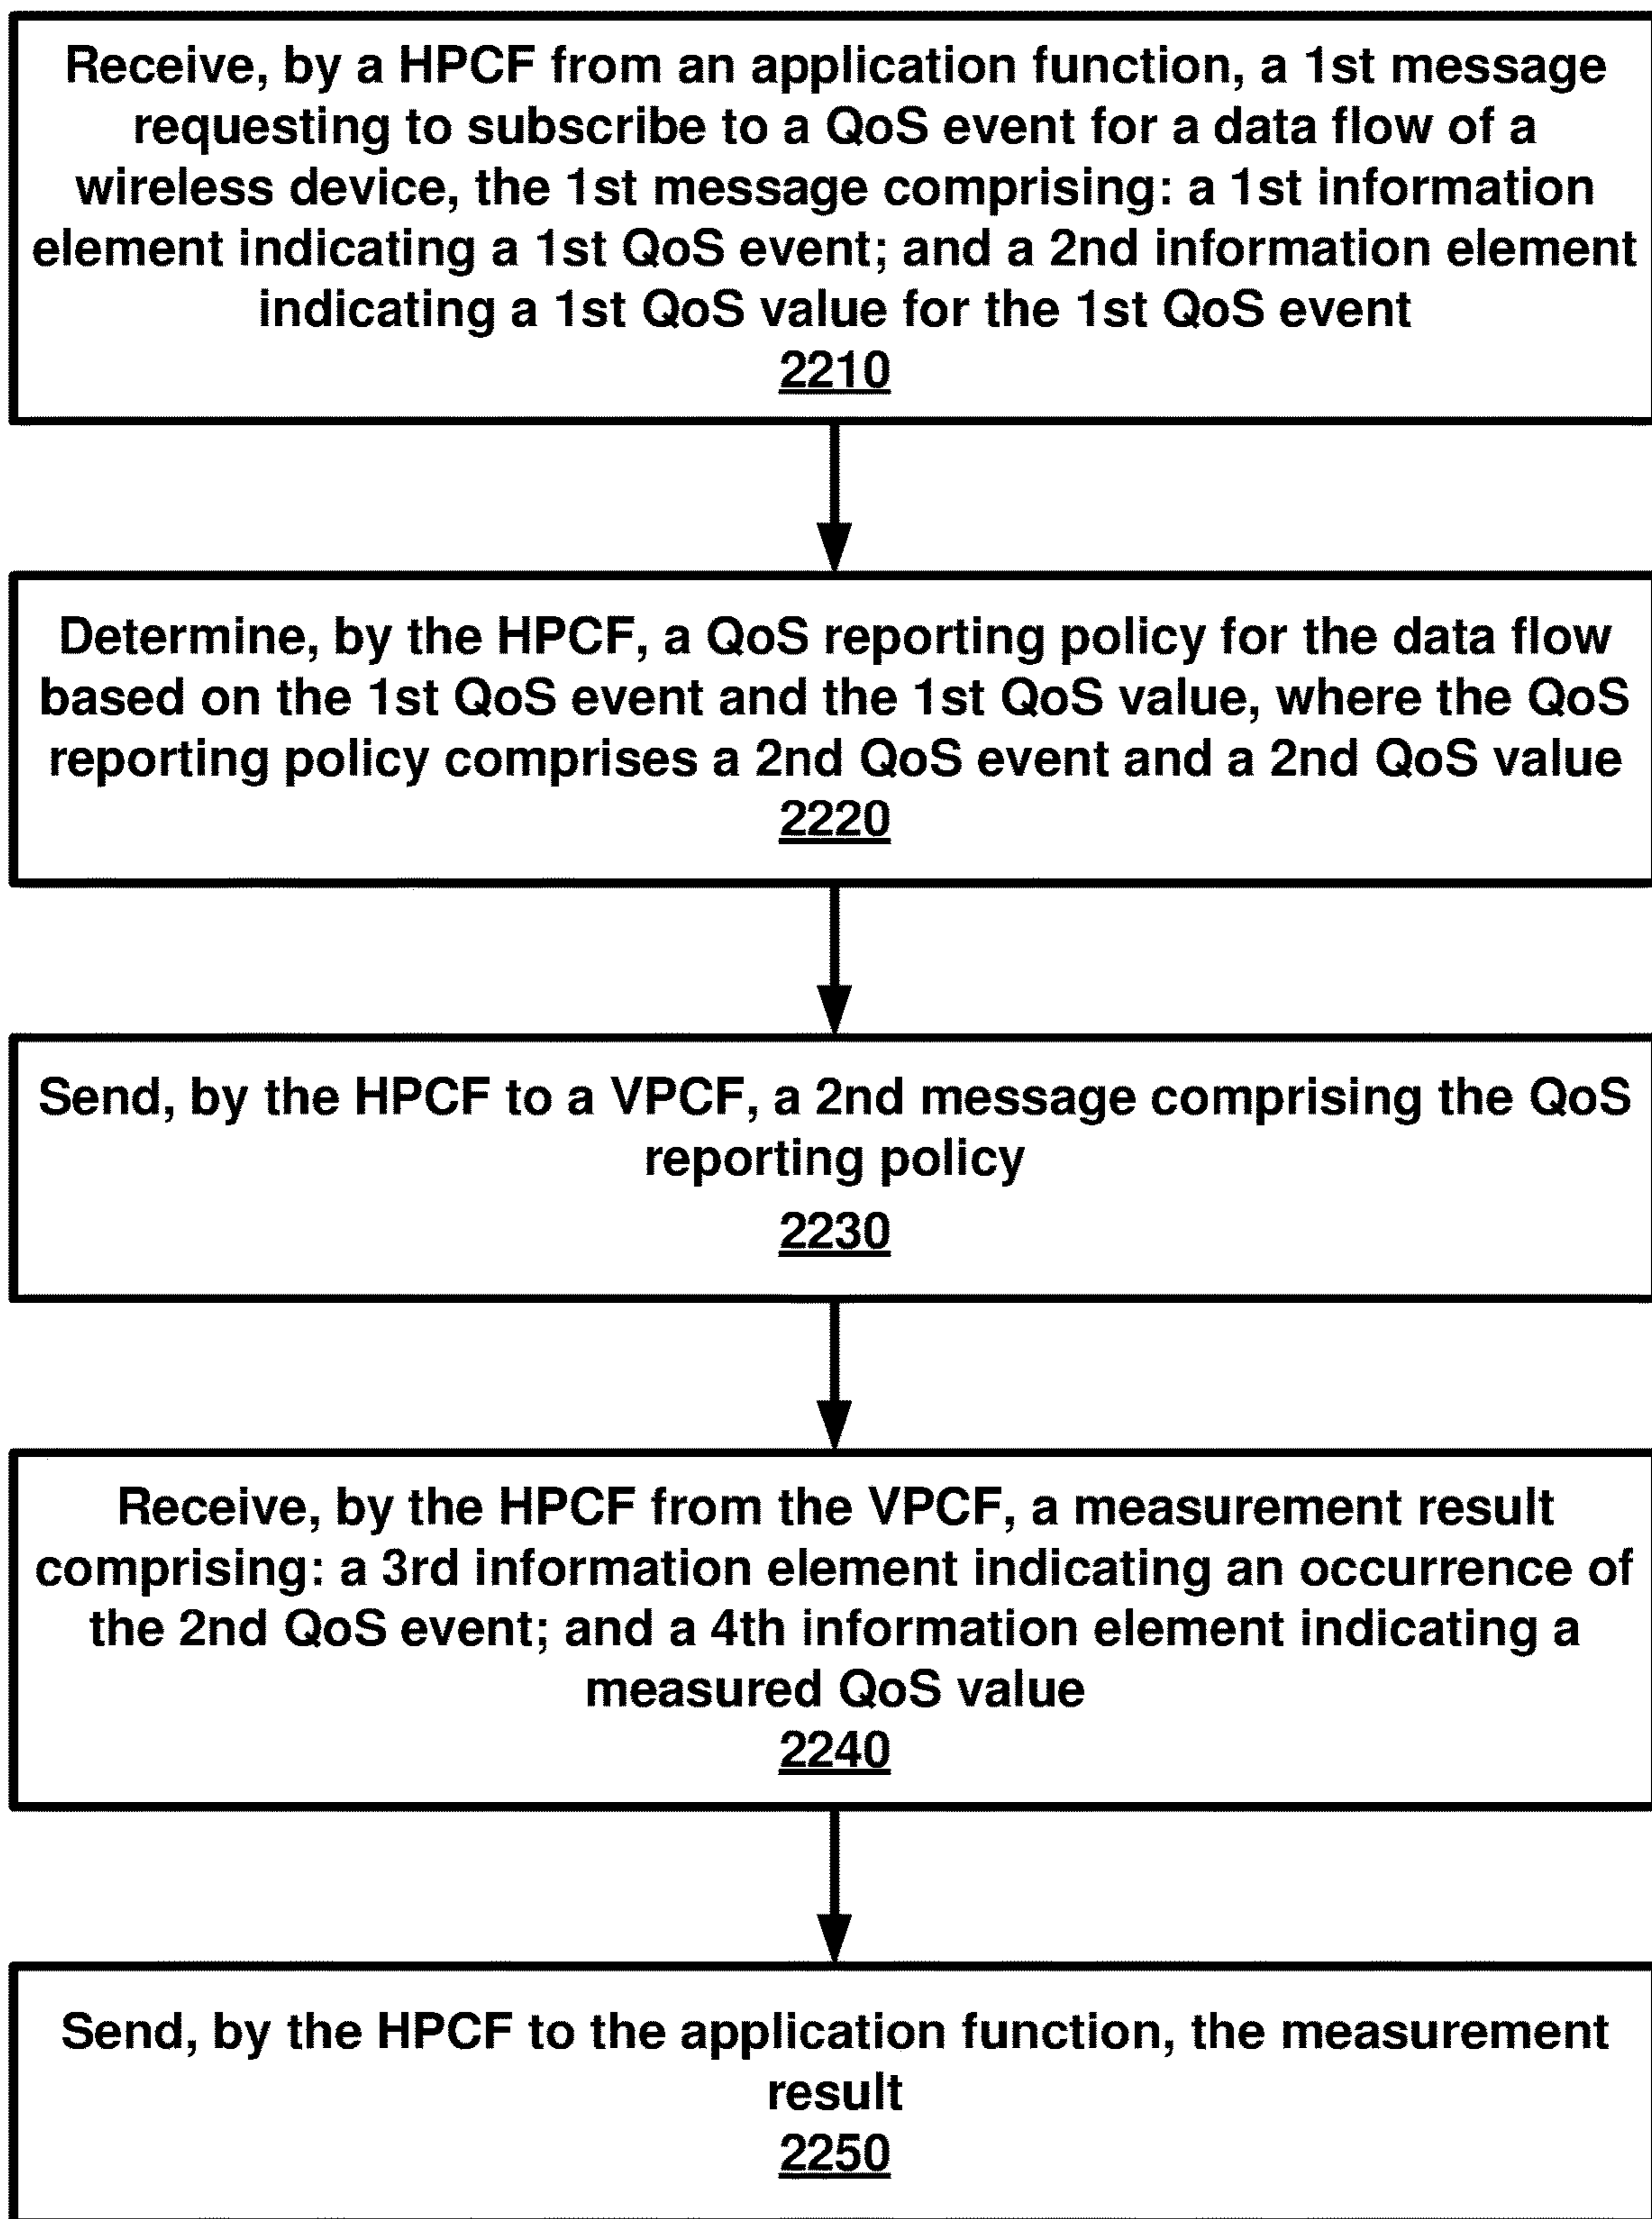 Receive, by a HPCF from an application function, a 1st message
requesting to subscribe to a QoS event for a data flow of a
wireless device, the 1st message comprising: a 1st information
element indicating a 1st QoS event; and a 2nd information element
indicating a 1st QoS value for the 1st QoS event
2210
Determine, by the HPCF, a QoS reporting policy for the data flow
based on the 1st QoS event and the 1st QoS value, where the QoS
reporting policy comprises a 2nd QoS event and a 2nd QoS value
2220
Send, by the HPCF to a VPCF, a 2nd message comprising the QoS
reporting policy
2230
Receive, by the HPCF from the VPCF, a measurement result
comprising: a 3rd information element indicating an occurrence of
the 2nd QoS event; and a 4th information element indicating a
measured QoS value
2240
Send, by the HPCF to the application function, the measurement
result
2250